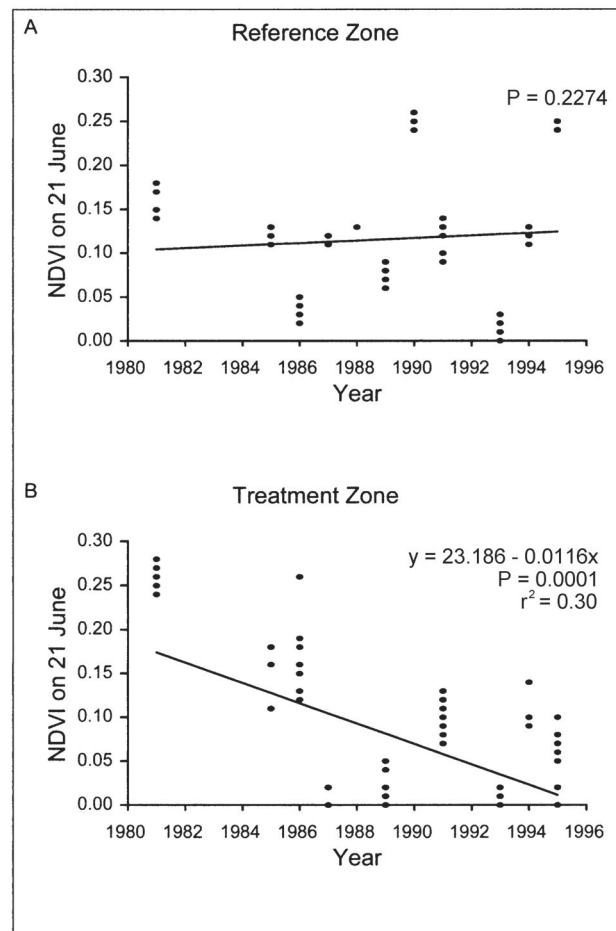 A
Reference Zone
P = 0.2274
NDVI on 21 June
0.30
0.25
0.20
0.15
0.10
0.05
0.00
1980 1982 1984 1986 1988 1990 1992 1994 1996
Year
B
Treatment Zone
y = 23.186 - 0.0116x
P = 0.0001
r² = 0.30
NDVI on 21 June
0.30
0.25
0.20
0.15
0.10
0.05
0.00
1980 1982 1984 1986 1988 1990 1992 1994 1996
Year